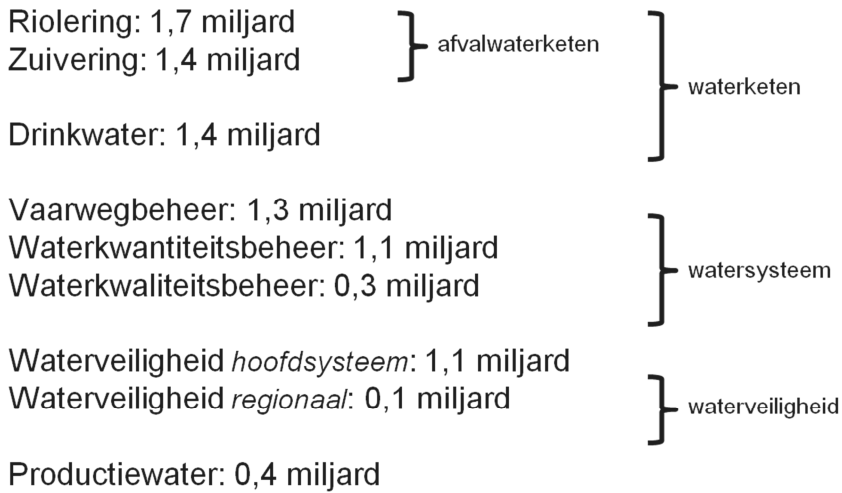 Riolering: 1,7 miljard
Zuivering: 1,4 miljard
afvalwaterketen
waterketen
Drinkwater: 1,4 miljard
Vaarwegbeheer: 1,3 miljard
Waterkwantiteitsbeheer: 1,1 miljard
Waterkwaliteitsbeheer: 0,3 miljard
watersysteem
Waterveiligheid hoofdsysteem: 1,1 miljard
Waterveiligheid regionaal: 0,1 miljard
waterveiligheid
Productiewater: 0,4 miljard